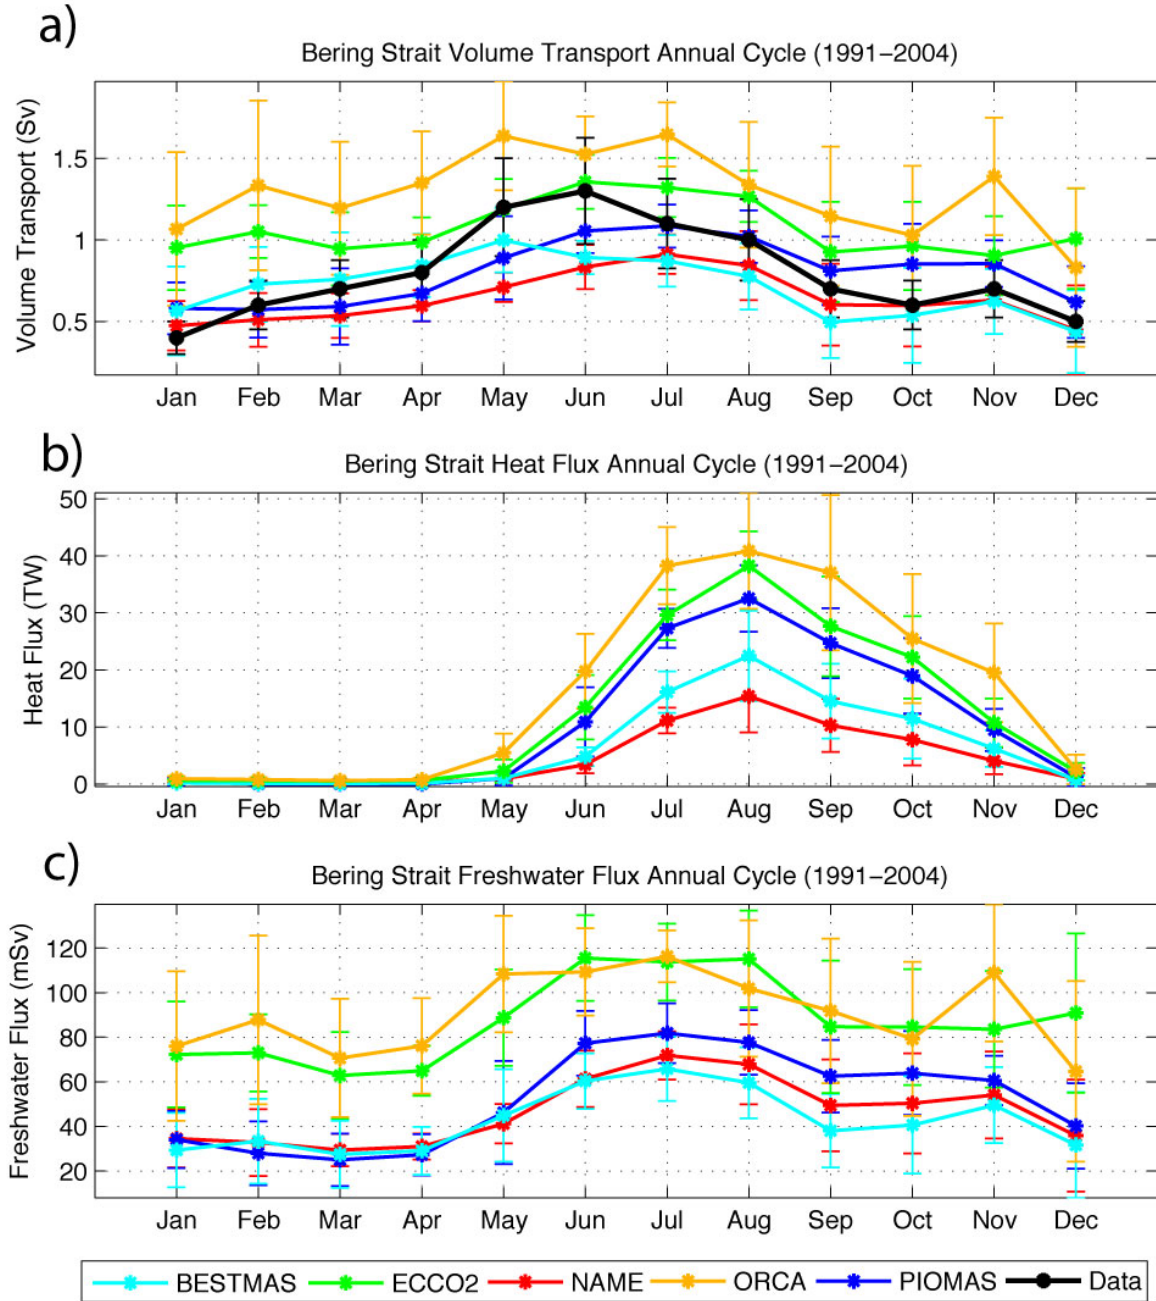 a)
Bering Strait Volume Transport Annual Cycle (1991–2004)
Volume Transport (Sv)
1.5
1
0.5
Jan Feb Mar Apr May Jun Jul Aug Sep Oct Nov Dec
b)
Bering Strait Heat Flux Annual Cycle (1991–2004)
Heat Flux (TW)
50
40
30
20
10
0
Jan Feb Mar Apr May Jun Jul Aug Sep Oct Nov Dec
c)
Bering Strait Freshwater Flux Annual Cycle (1991–2004)
Freshwater Flux (mSv)
120
100
80
60
40
20
Jan Feb Mar Apr May Jun Jul Aug Sep Oct Nov Dec
BESTMAS ECCO2 NAME ORCA PIOMAS Data